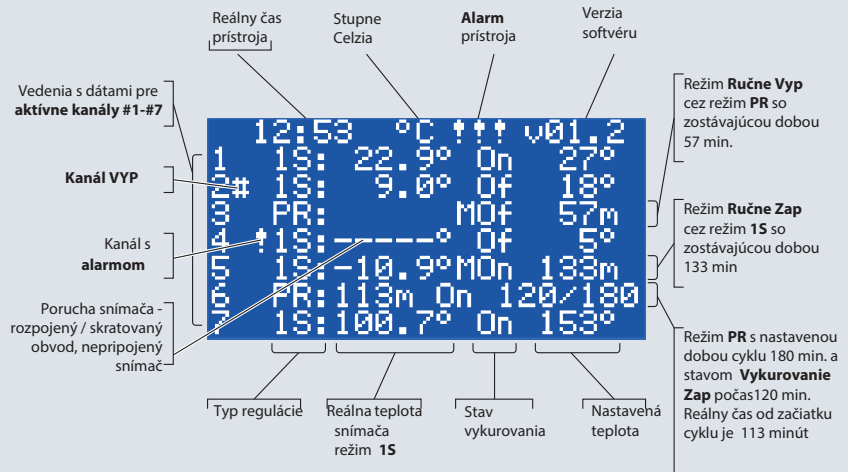 Reálny čas
prístroja
Stupne
Celzia
Alarm
prístroja
Verzia
softvéru
Vedenia s dátami pre
aktívne kanály #1-#7
Kanál VYP
Kanál s
alarmom
Porucha snímača -
rozpojený / skratovaný
obvod, nepripojený
snímač
12:53 °C !!! v01.2
1 1S: 22.9° On 27°
2# 1S: 9.0° Of 18°
3 PR: MOf 57m
4 !1S:-----° Of 5°
5 1S:-10.9°MOn 133m
6 PR:113m On 120/180
7 1S:100.7° On 153°
Režim Ručne Vyp
cez režim PR so
zostávajúcou dobou
57 min.
Režim Ručne Zap
cez režim 1S so
zostávajúcou dobou
133 min
Režim PR s nastavenou
dobou cyklu 180 min. a
stavom Vykurovanie
Zap počas120 min.
Reálny čas od začiatku
cyklu je 113 minút
Typ regulácie
Reálna teplota
snímača
režim 1S
Stav
vykurovania
Nastavená
teplota